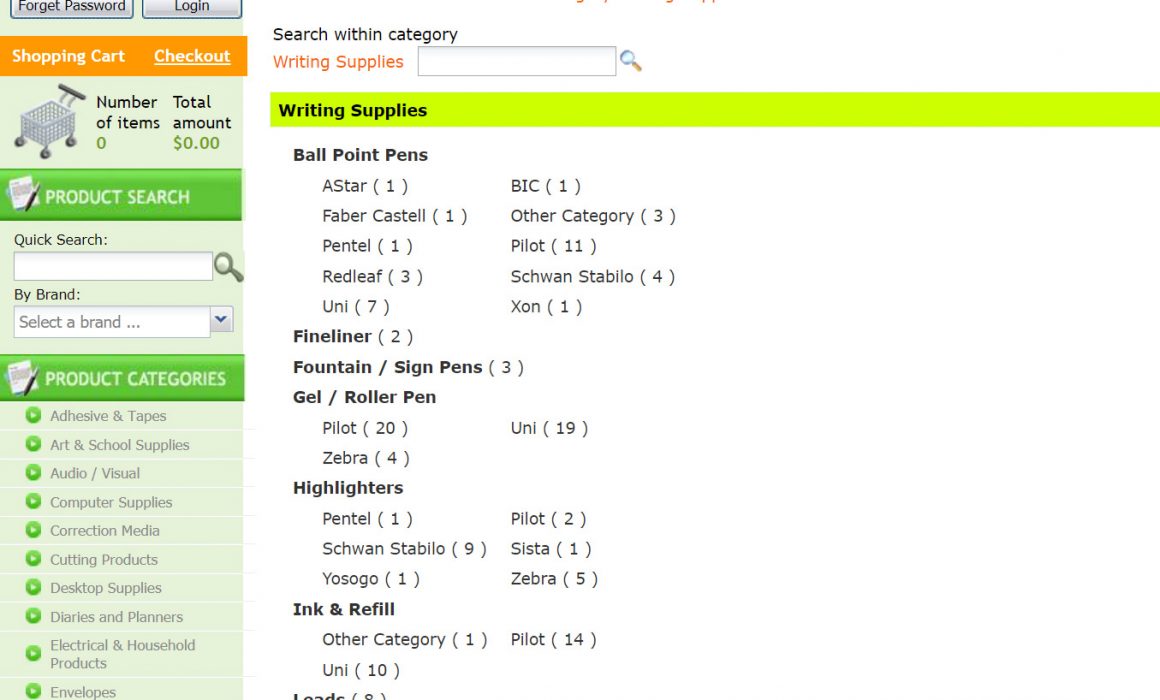 Forget Password
Login
Shopping Cart
Checkout
Number of items
0
Total amount
$0.00
PRODUCT SEARCH
Quick Search:
By Brand:
Select a brand ...
PRODUCT CATEGORIES
Adhesive & Tapes
Art & School Supplies
Audio / Visual
Computer Supplies
Correction Media
Cutting Products
Desktop Supplies
Diaries and Planners
Electrical & Household
Products
Envelopes
Search within category
Writing Supplies
Writing Supplies
Ball Point Pens
AStar ( 1 ) BIC ( 1 )
Faber Castell ( 1 ) Other Category ( 3 )
Pentel ( 1 ) Pilot ( 11 )
Redleaf ( 3 ) Schwan Stabilo ( 4 )
Uni ( 7 ) Xon ( 1 )
Fineliner ( 2 )
Fountain / Sign Pens ( 3 )
Gel / Roller Pen
Pilot ( 20 ) Uni ( 19 )
Zebra ( 4 )
Highlighters
Pentel ( 1 ) Pilot ( 2 )
Schwan Stabilo ( 9 ) Sista ( 1 )
Yosogo ( 1 ) Zebra ( 5 )
Ink & Refill
Other Category ( 1 ) Pilot ( 14 )
Uni ( 10 )
Leads ( 8 )